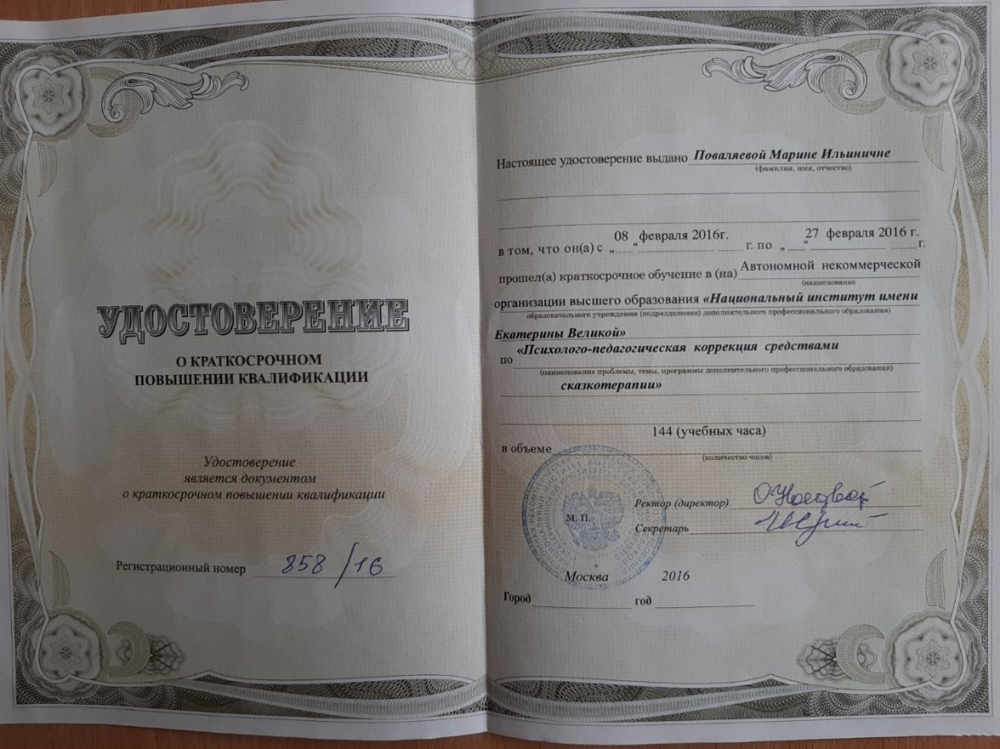 УДОСТОВЕРЕНИЕ
О КРАТКОСРОЧНОМ
ПОВЫШЕНИИ КВАЛИФИКАЦИИ
Удостоверение
является документом
о краткосрочном повышении квалификации
Регистрационный номер 858/16
Настоящее удостоверение выдано Поваляевой Марине Ильиничне
(фамилия, имя, отчество)
08 февраля 2016г. 27 февраля 2016 г.
в том, что он(а) с „ “ г. по „ “ г.
прошел(а) краткосрочное обучение в (на) Автономной некоммерческой
(наименование
организации высшего образования «Национальный институт имени
образовательного учреждения (подразделения) дополнительного профессионального образования)
Екатерины Великой»
по «Психолого-педагогическая коррекция средствами
(наименование проблемы, темы, программы дополнительного профессионального образования)
сказкотерапии»
144 (учебных часа)
в объеме
(количество часов)
Ректор (директор)
М. П.
Секретарь
Москва 2016
Город год